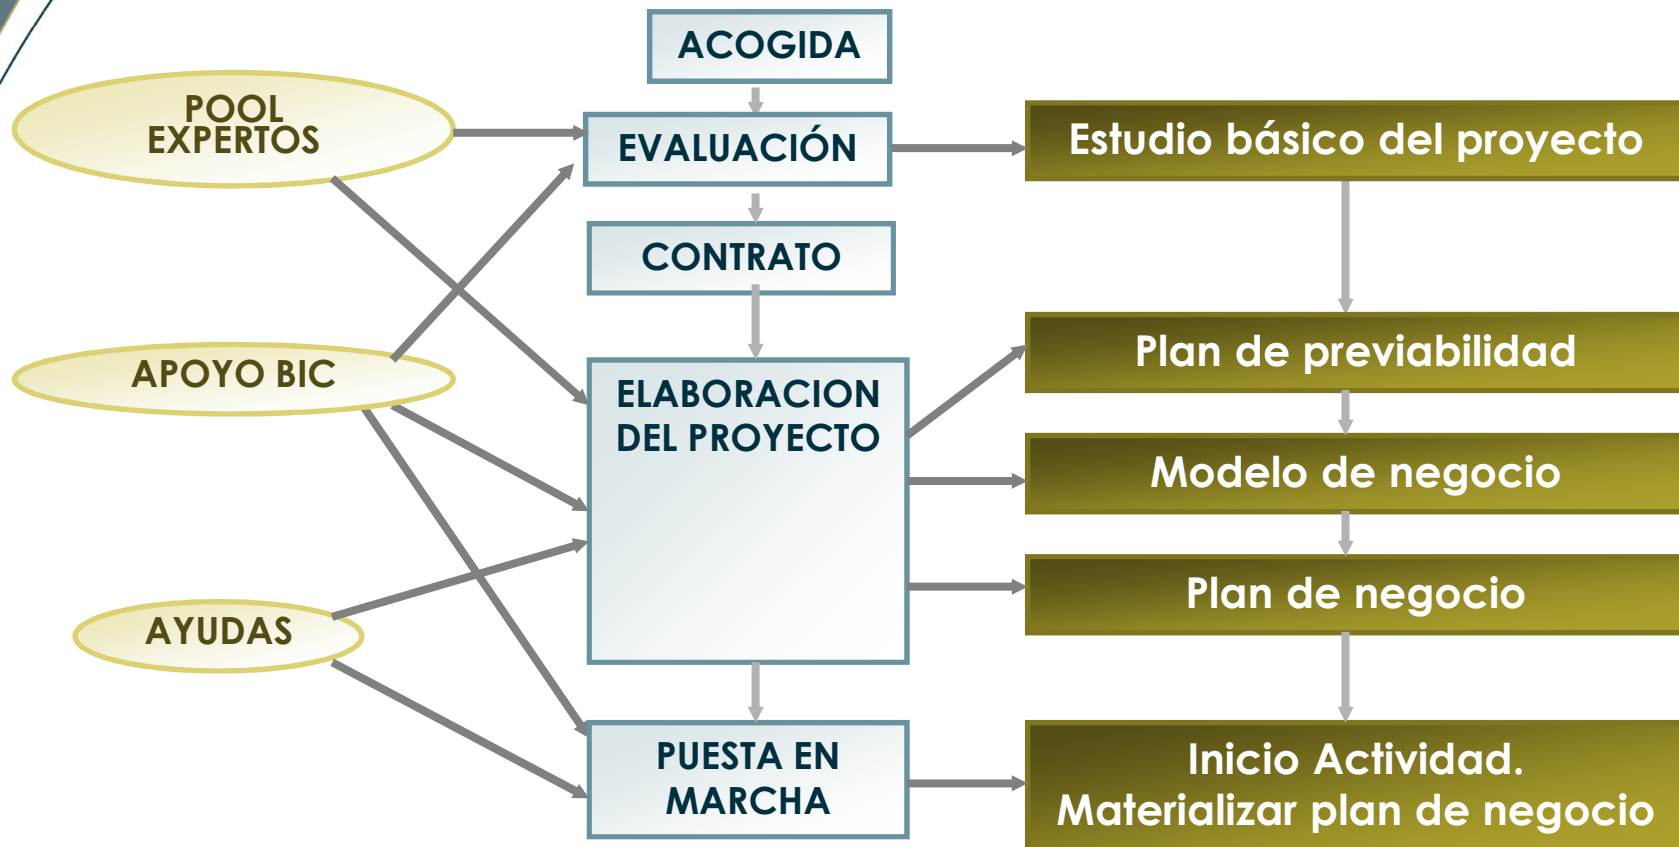 ACOGIDA
POOL
EXPERTOS
EVALUACIÓN
Estudio básico del proyecto
CONTRATO
APOYO BIC
ELABORACION
DEL PROYECTO
Plan de previabilidad
Modelo de negocio
Plan de negocio
AYUDAS
PUESTA EN
MARCHA
Inicio Actividad.
Materializar plan de negocio